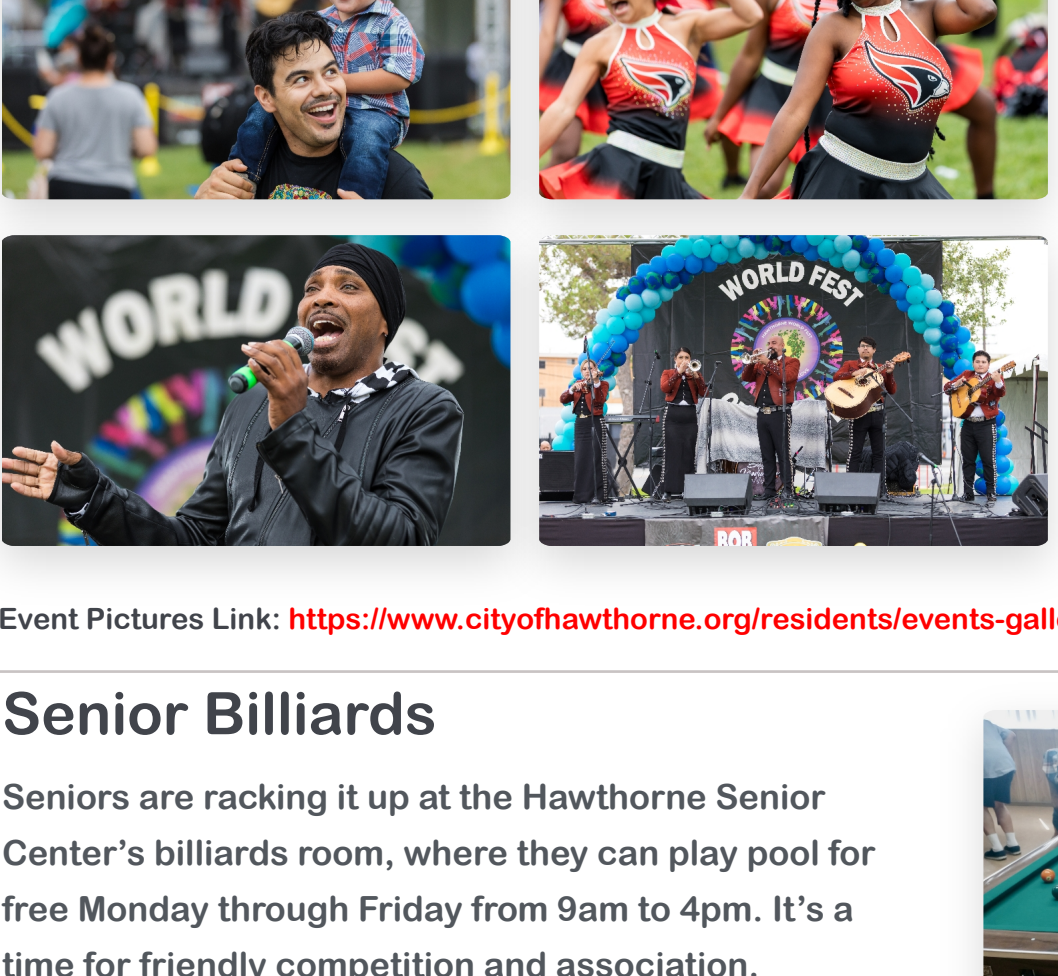 WORLD
WORLD FEST
BOB
Event Pictures Link: https://www.cityofhawthorne.org/residents/events-gall
Senior Billiards
Seniors are racking it up at the Hawthorne Senior
Center’s billiards room, where they can play pool for
free Monday through Friday from 9am to 4pm. It’s a
time for friendly competition and association.